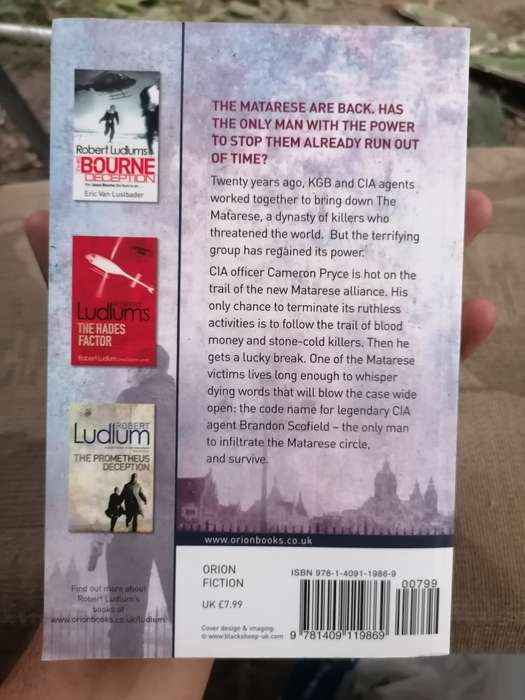 Robert Ludlum's
THE BOURNE
DECEPTION
Eric Van Lustbader
ROBERT
Ludlum's
THE HADES
FACTOR
Robert Ludlum
ROBERT
Ludlum
THE PROMETHEUS
DECEPTION
Find out more about
Robert Ludlum's
books at
www.orionbooks.co.uk/ludlum
THE MATARESE ARE BACK. HAS
THE ONLY MAN WITH THE POWER
TO STOP THEM ALREADY RUN OUT
OF TIME?
Twenty years ago, KGB and CIA agents
worked together to bring down The
Matarese, a dynasty of killers who
threatened the world. But the terrifying
group has regained its power.
CIA officer Cameron Pryce is hot on the
trail of the new Matarese alliance. His
only chance to terminate its ruthless
activities is to follow the trail of blood
money and stone-cold killers. Then he
gets a lucky break. One of the Matarese
victims lives long enough to whisper
dying words that will blow the case wide
open: the code name for legendary CIA
agent Brandon Scofield – the only man
to infiltrate the Matarese circle,
and survive.
www.orionbooks.co.uk
ORION
FICTION
UK £7.99
Cover design & imaging:
© www.blacksheep-uk.com
ISBN 978-1-4091-1986-9
00799
9 781409 119869